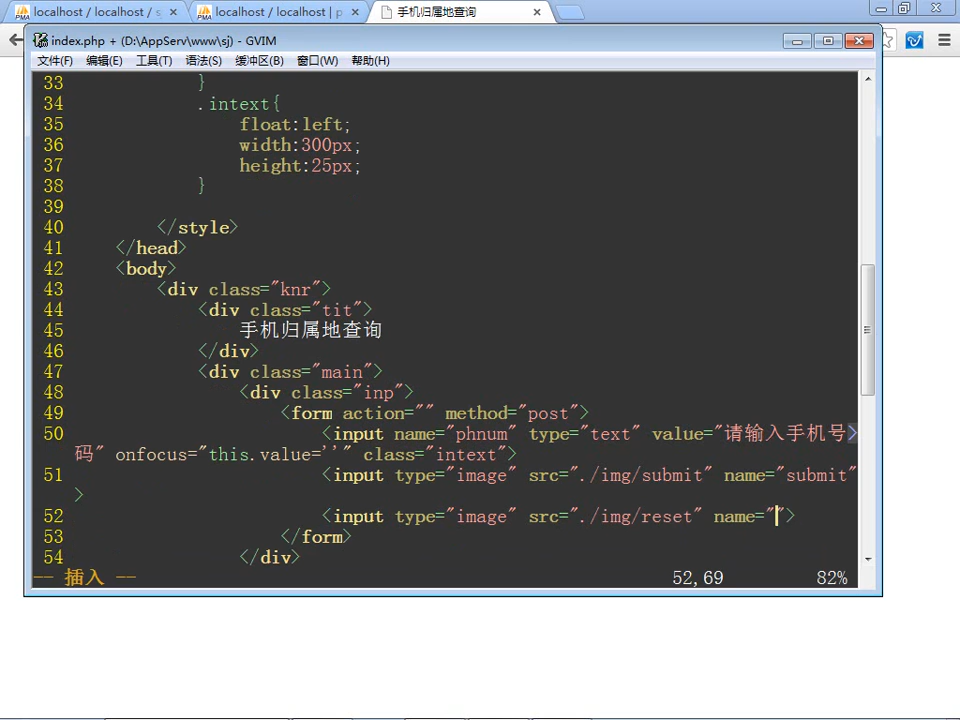 localhost / localhost / s
localhost / localhost | p
手机归属地查询
index.php + (D:\AppServ\www\sj) - GVIM
文件(F) 编辑(E) 工具(T) 语法(S) 缓冲区(B) 窗口(W) 帮助(H)
33 }
34 .intext{
35 float:left;
36 width:300px;
37 height:25px;
38 }
39
40 </style>
41 </head>
42 <body>
43 <div class="knr">
44 <div class="tit">
45 手机归属地查询
46 </div>
47 <div class="main">
48 <div class="inp">
49 <form action="" method="post">
50 <input name="phnum" type="text" value="请输入手机号>
码" onfocus="this.value=''" class="intext">
51 <input type="image" src="./img/submit" name="submit"
>
52 <input type="image" src="./img/reset" name="">
53 </form>
54 </div>
-- 插入 -- 52,69 82%